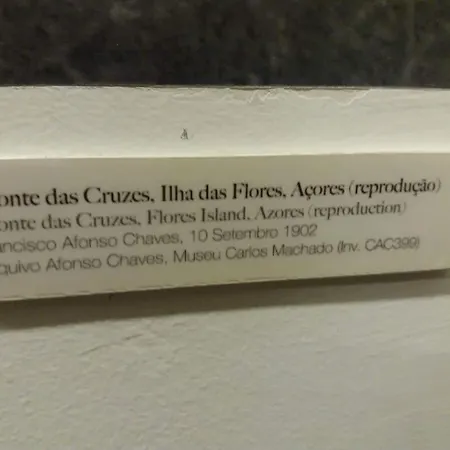 onte das Cruzes, Ilha das Flores, Açores (reprodução)
onte das Cruzes, Flores Island, Azores (reproduction)
ancisco Afonso Chaves, 10 Setembro 1902
quivo Afonso Chaves, Museu Carlos Machado (Inv. CAC399)